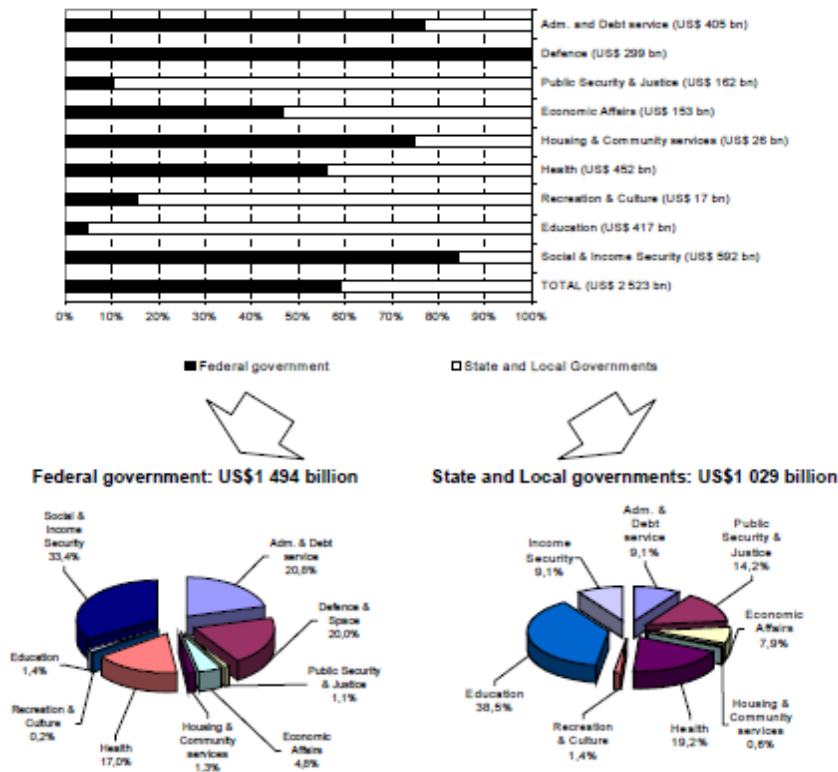 Adm. and Debt service (US$ 405 bn)
Defence (US$ 299 bn)
Public Security & Justice (US$ 162 bn)
Economic Affairs (US$ 153 bn)
Housing & Community services (US$ 26 bn)
Health (US$ 452 bn)
Recreation & Culture (US$ 17 bn)
Education (US$ 417 bn)
Social & Income Security (US$ 592 bn)
TOTAL (US$ 2 523 bn)
0% 10% 20% 30% 40% 50% 60% 70% 80% 90% 100%
Federal government
State and Local Governments
Federal government: US$1 494 billion
Social &
Income
Security
33,4%
Adm. & Debt
service
20,8%
Defence &
Space
20,0%
Public Security
& Justice
1,1%
Economic
Affairs
4,8%
Housing &
Community
services
1,3%
Health
17,0%
Recreation &
Culture
0,2%
Education
1,4%
State and Local governments: US$1 029 billion
Income
Security
9,1%
Adm. &
Debt
service
9,1%
Public
Security &
Justice
14,2%
Economic
Affairs
7,9%
Housing &
Community
services
0,6%
Health
19,2%
Recreation
& Culture
1,4%
Education
38,5%